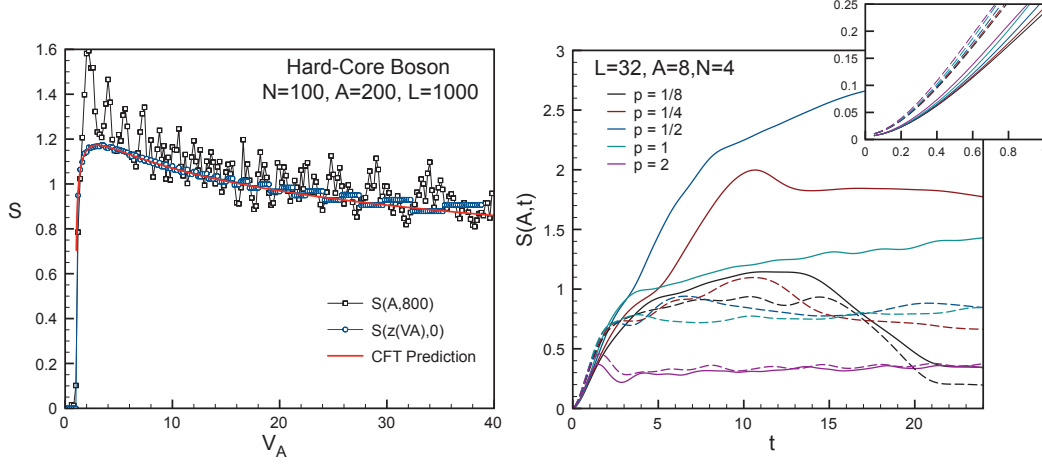 Hard-Core Boson
N=100, A=200, L=1000
S
1.6
1.4
1.2
1
0.8
0.6
0.4
0.2
0
0
10
20
30
40
V_A
S(A,800)
S(z(VA),0)
CFT Prediction
L=32, A=8,N=4
p = 1/8
p = 1/4
p = 1/2
p = 1
p = 2
S(A,t)
3
2.5
2
1.5
1
0.5
0
0
5
10
15
20
t
0.25
0.2
0.15
0.1
0.05
0
0
0.2
0.4
0.6
0.8